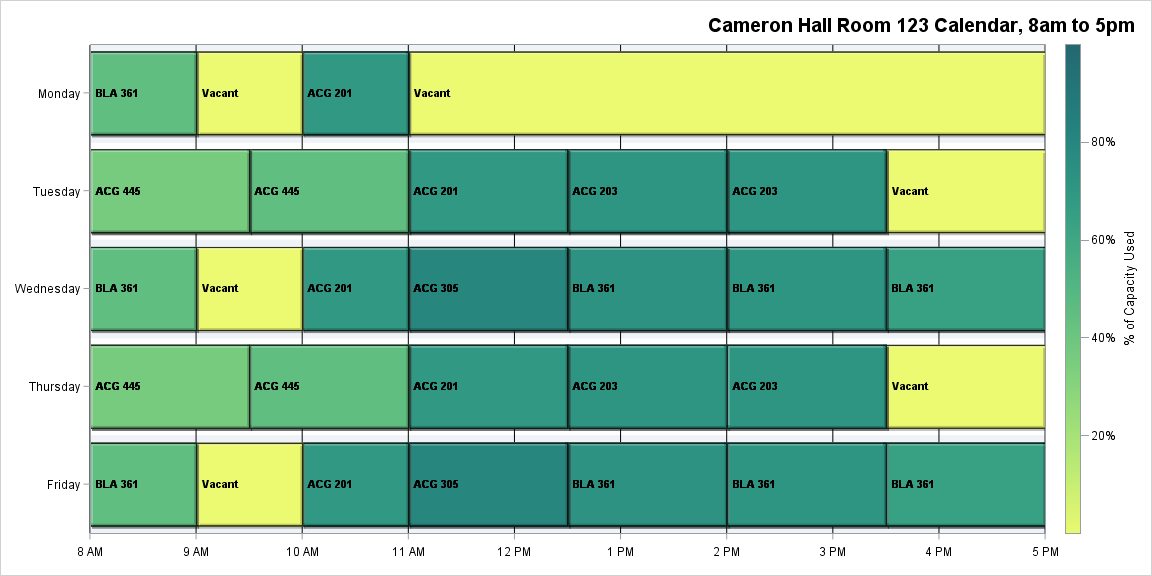 Cameron Hall Room 123 Calendar, 8am to 5pm
Monday
BLA 361
Vacant
ACG 201
Vacant
Tuesday
ACG 445
ACG 445
ACG 201
ACG 203
ACG 203
Vacant
Wednesday
BLA 361
Vacant
ACG 201
ACG 305
BLA 361
BLA 361
BLA 361
Thursday
ACG 445
ACG 445
ACG 201
ACG 203
ACG 203
Vacant
Friday
BLA 361
Vacant
ACG 201
ACG 305
BLA 361
BLA 361
BLA 361
8 AM
9 AM
10 AM
11 AM
12 PM
1 PM
2 PM
3 PM
4 PM
5 PM
80%
60%
40%
20%
% of Capacity Used